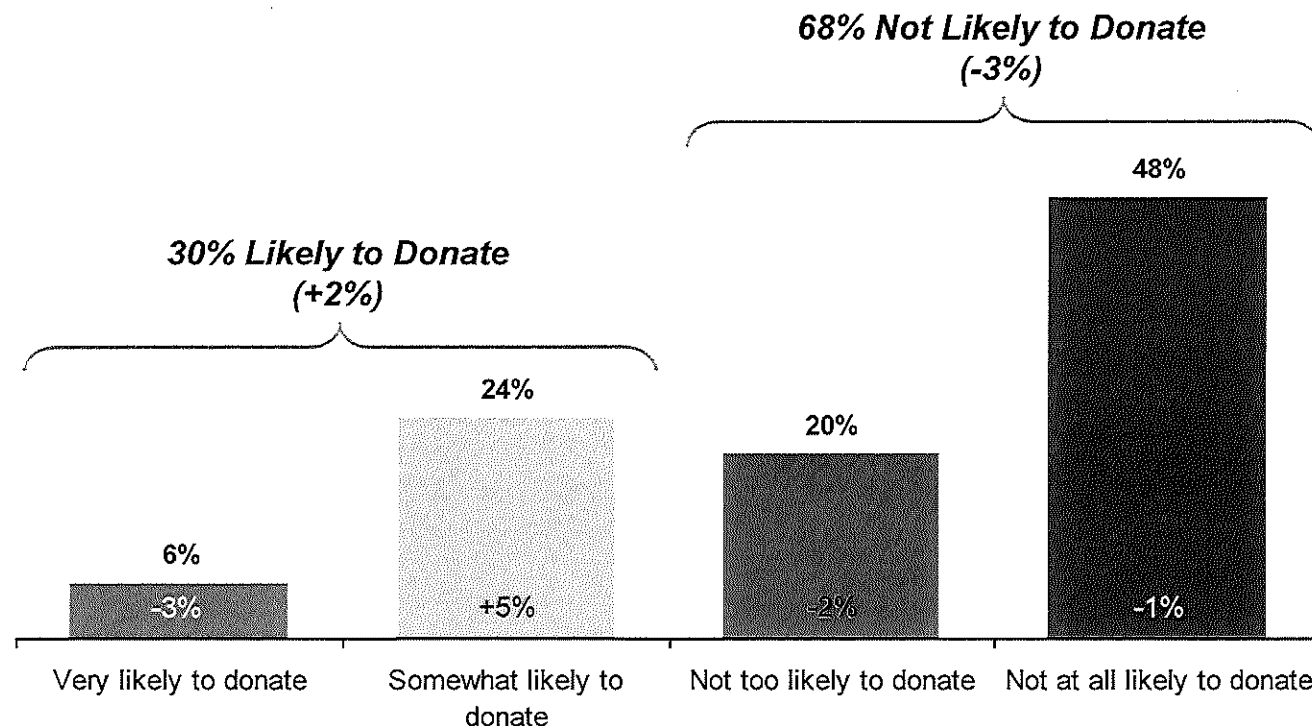 68% Not Likely to Donate
(-3%)
48%
30% Likely to Donate
(+2%)
24%
20%
6%
-3%
+5%
-2%
-1%
Very likely to donate
Somewhat likely to
donate
Not too likely to donate
Not at all likely to donate